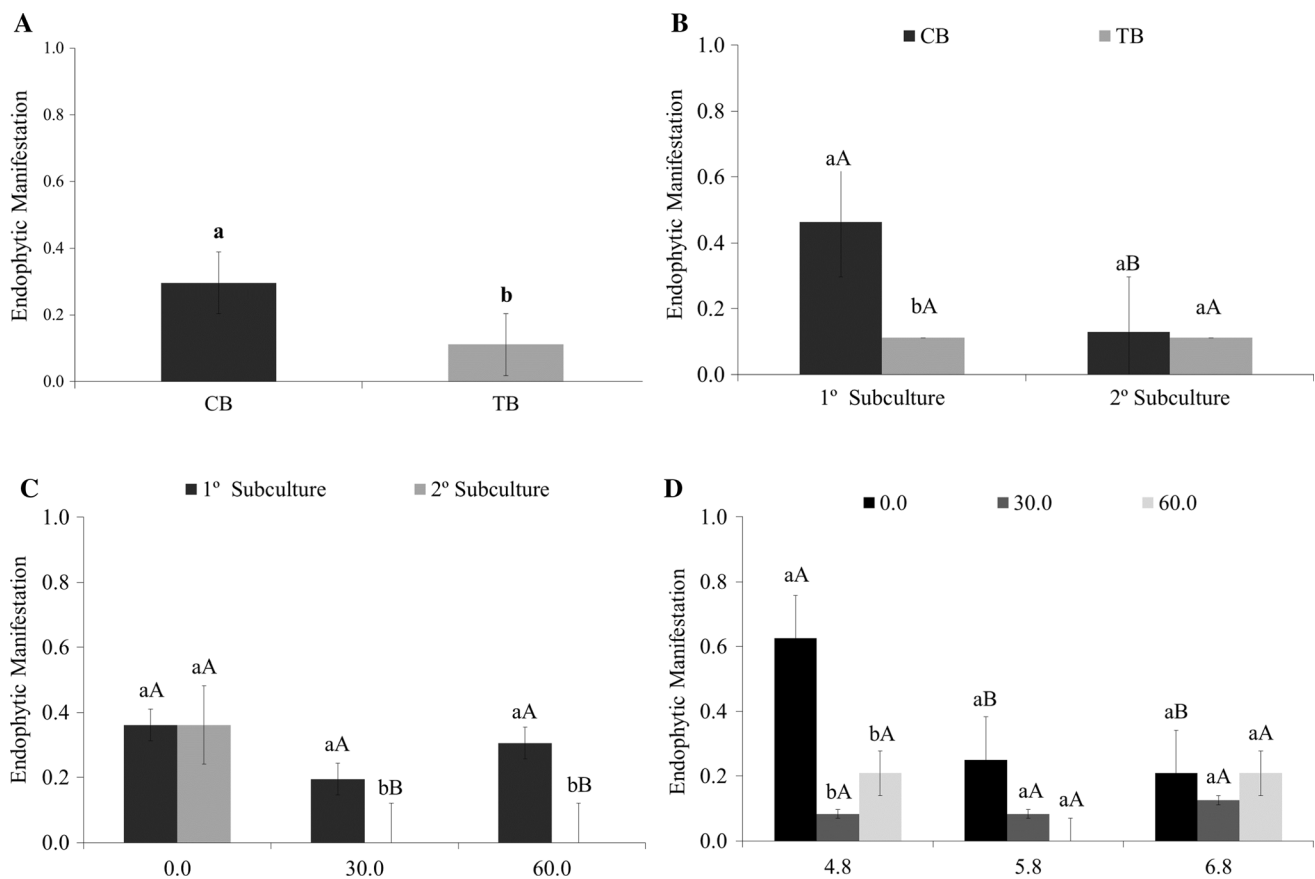 A
Endophytic Manifestation
1.0
0.8
0.6
0.4
0.2
0.0
a
b
CB
TB
B
CB
TB
Endophytic Manifestation
1.0
0.8
0.6
0.4
0.2
0.0
aA
bA
aB
aA
1º Subculture
2º Subculture
C
1º Subculture
2º Subculture
Endophytic Manifestation
1.0
0.8
0.6
0.4
0.2
0.0
aA
aA
aA
bB
aA
bB
0.0
30.0
60.0
D
0.0
30.0
60.0
Endophytic Manifestation
1.0
0.8
0.6
0.4
0.2
0.0
aA
bA
bA
aB
aA
aA
aB
aA
aA
4.8
5.8
6.8